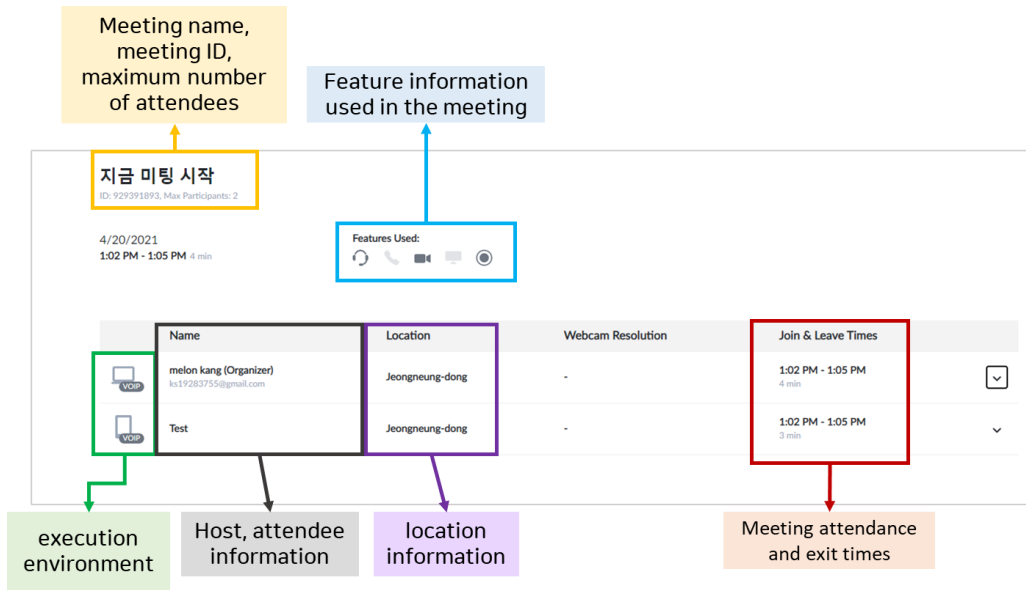 Meeting name,
meeting ID,
maximum number
of attendees
Feature information
used in the meeting
지금 미팅 시작
ID: 929391893, Max Participants: 2
4/20/2021
1:02 PM - 1:05 PM 4 min
Features Used:
Name Location Webcam Resolution Join & Leave Times
VOIP
melon kang (Organizer)
ks19283755@gmail.com
Jeongneung-dong
-
1:02 PM - 1:05 PM
4 min
VOIP
Test
Jeongneung-dong
-
1:02 PM - 1:05 PM
3 min
execution
environment
Host, attendee
information
location
information
Meeting attendance
and exit times